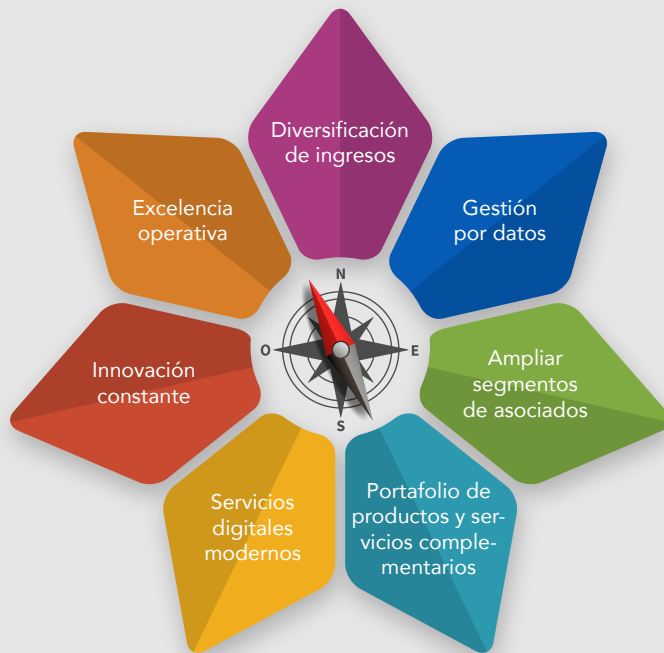 Diversificación
de ingresos
Gestión
por datos
Ampliar
segmentos
de asociados
Portafolio de
productos y ser-
vicios comple-
mentarios
Servicios
digitales
modernos
Innovación
constante
Excelencia
operativa
N
E
S
O